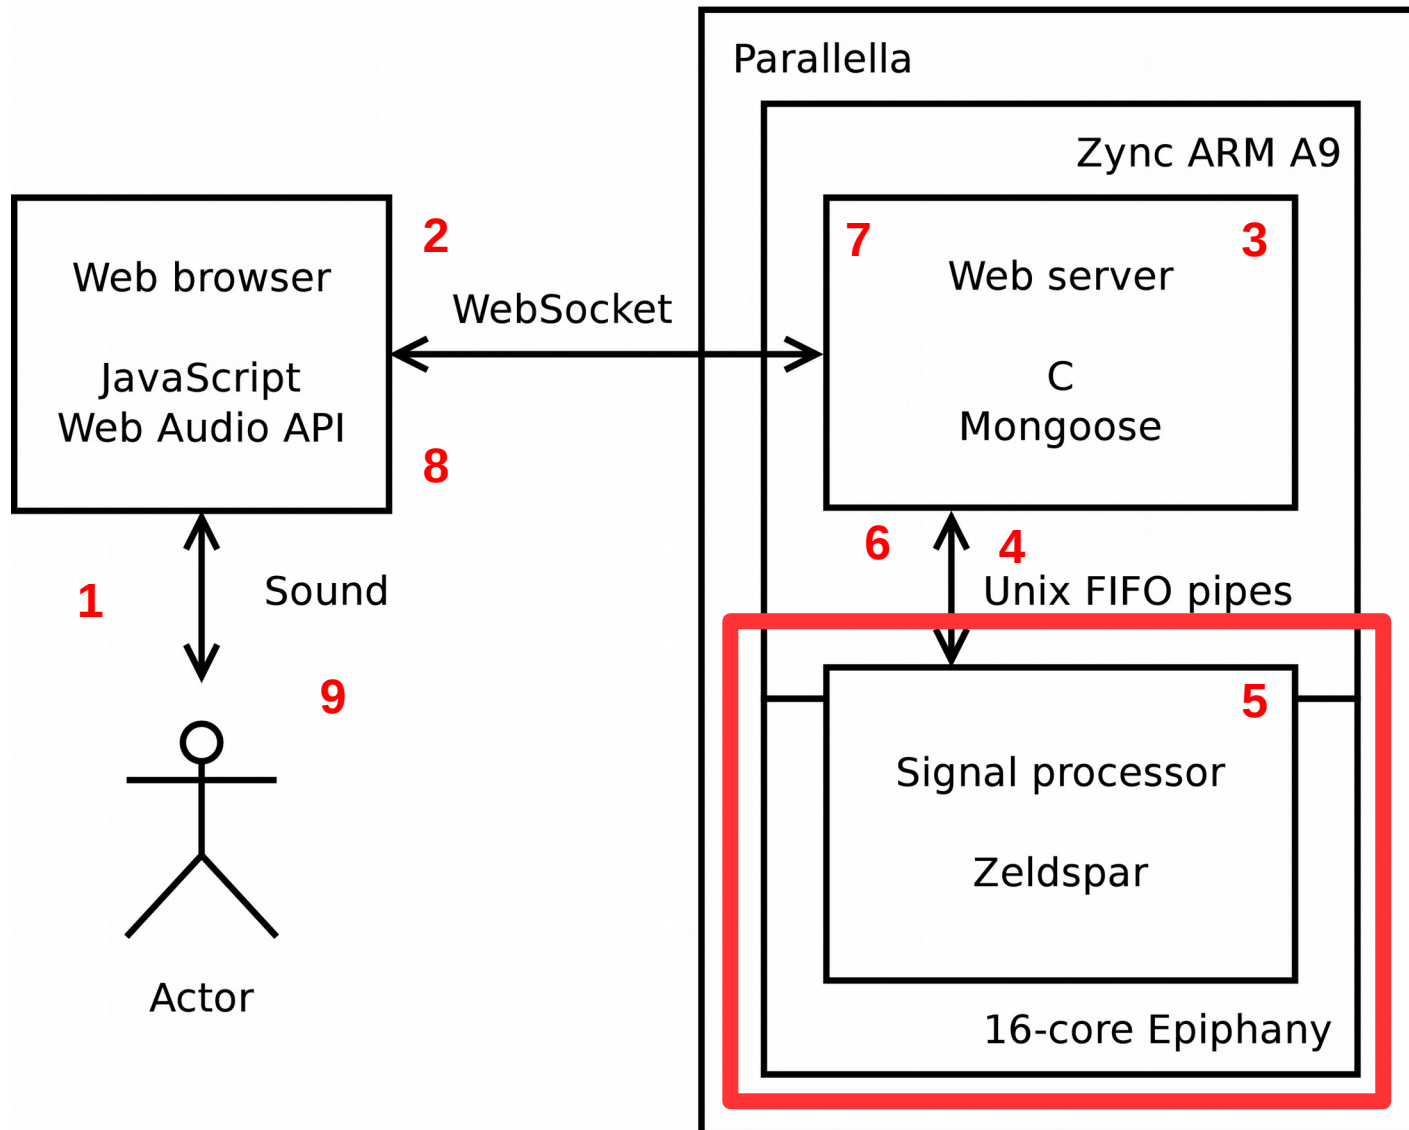 Parallella
Zync ARM A9
2
7
3
Web browser
Web server
WebSocket
JavaScript
C
Web Audio API
Mongoose
8
6
4
1
Sound
Unix FIFO pipes
9
5
Signal processor
Zeldspar
Actor
16-core Epiphany